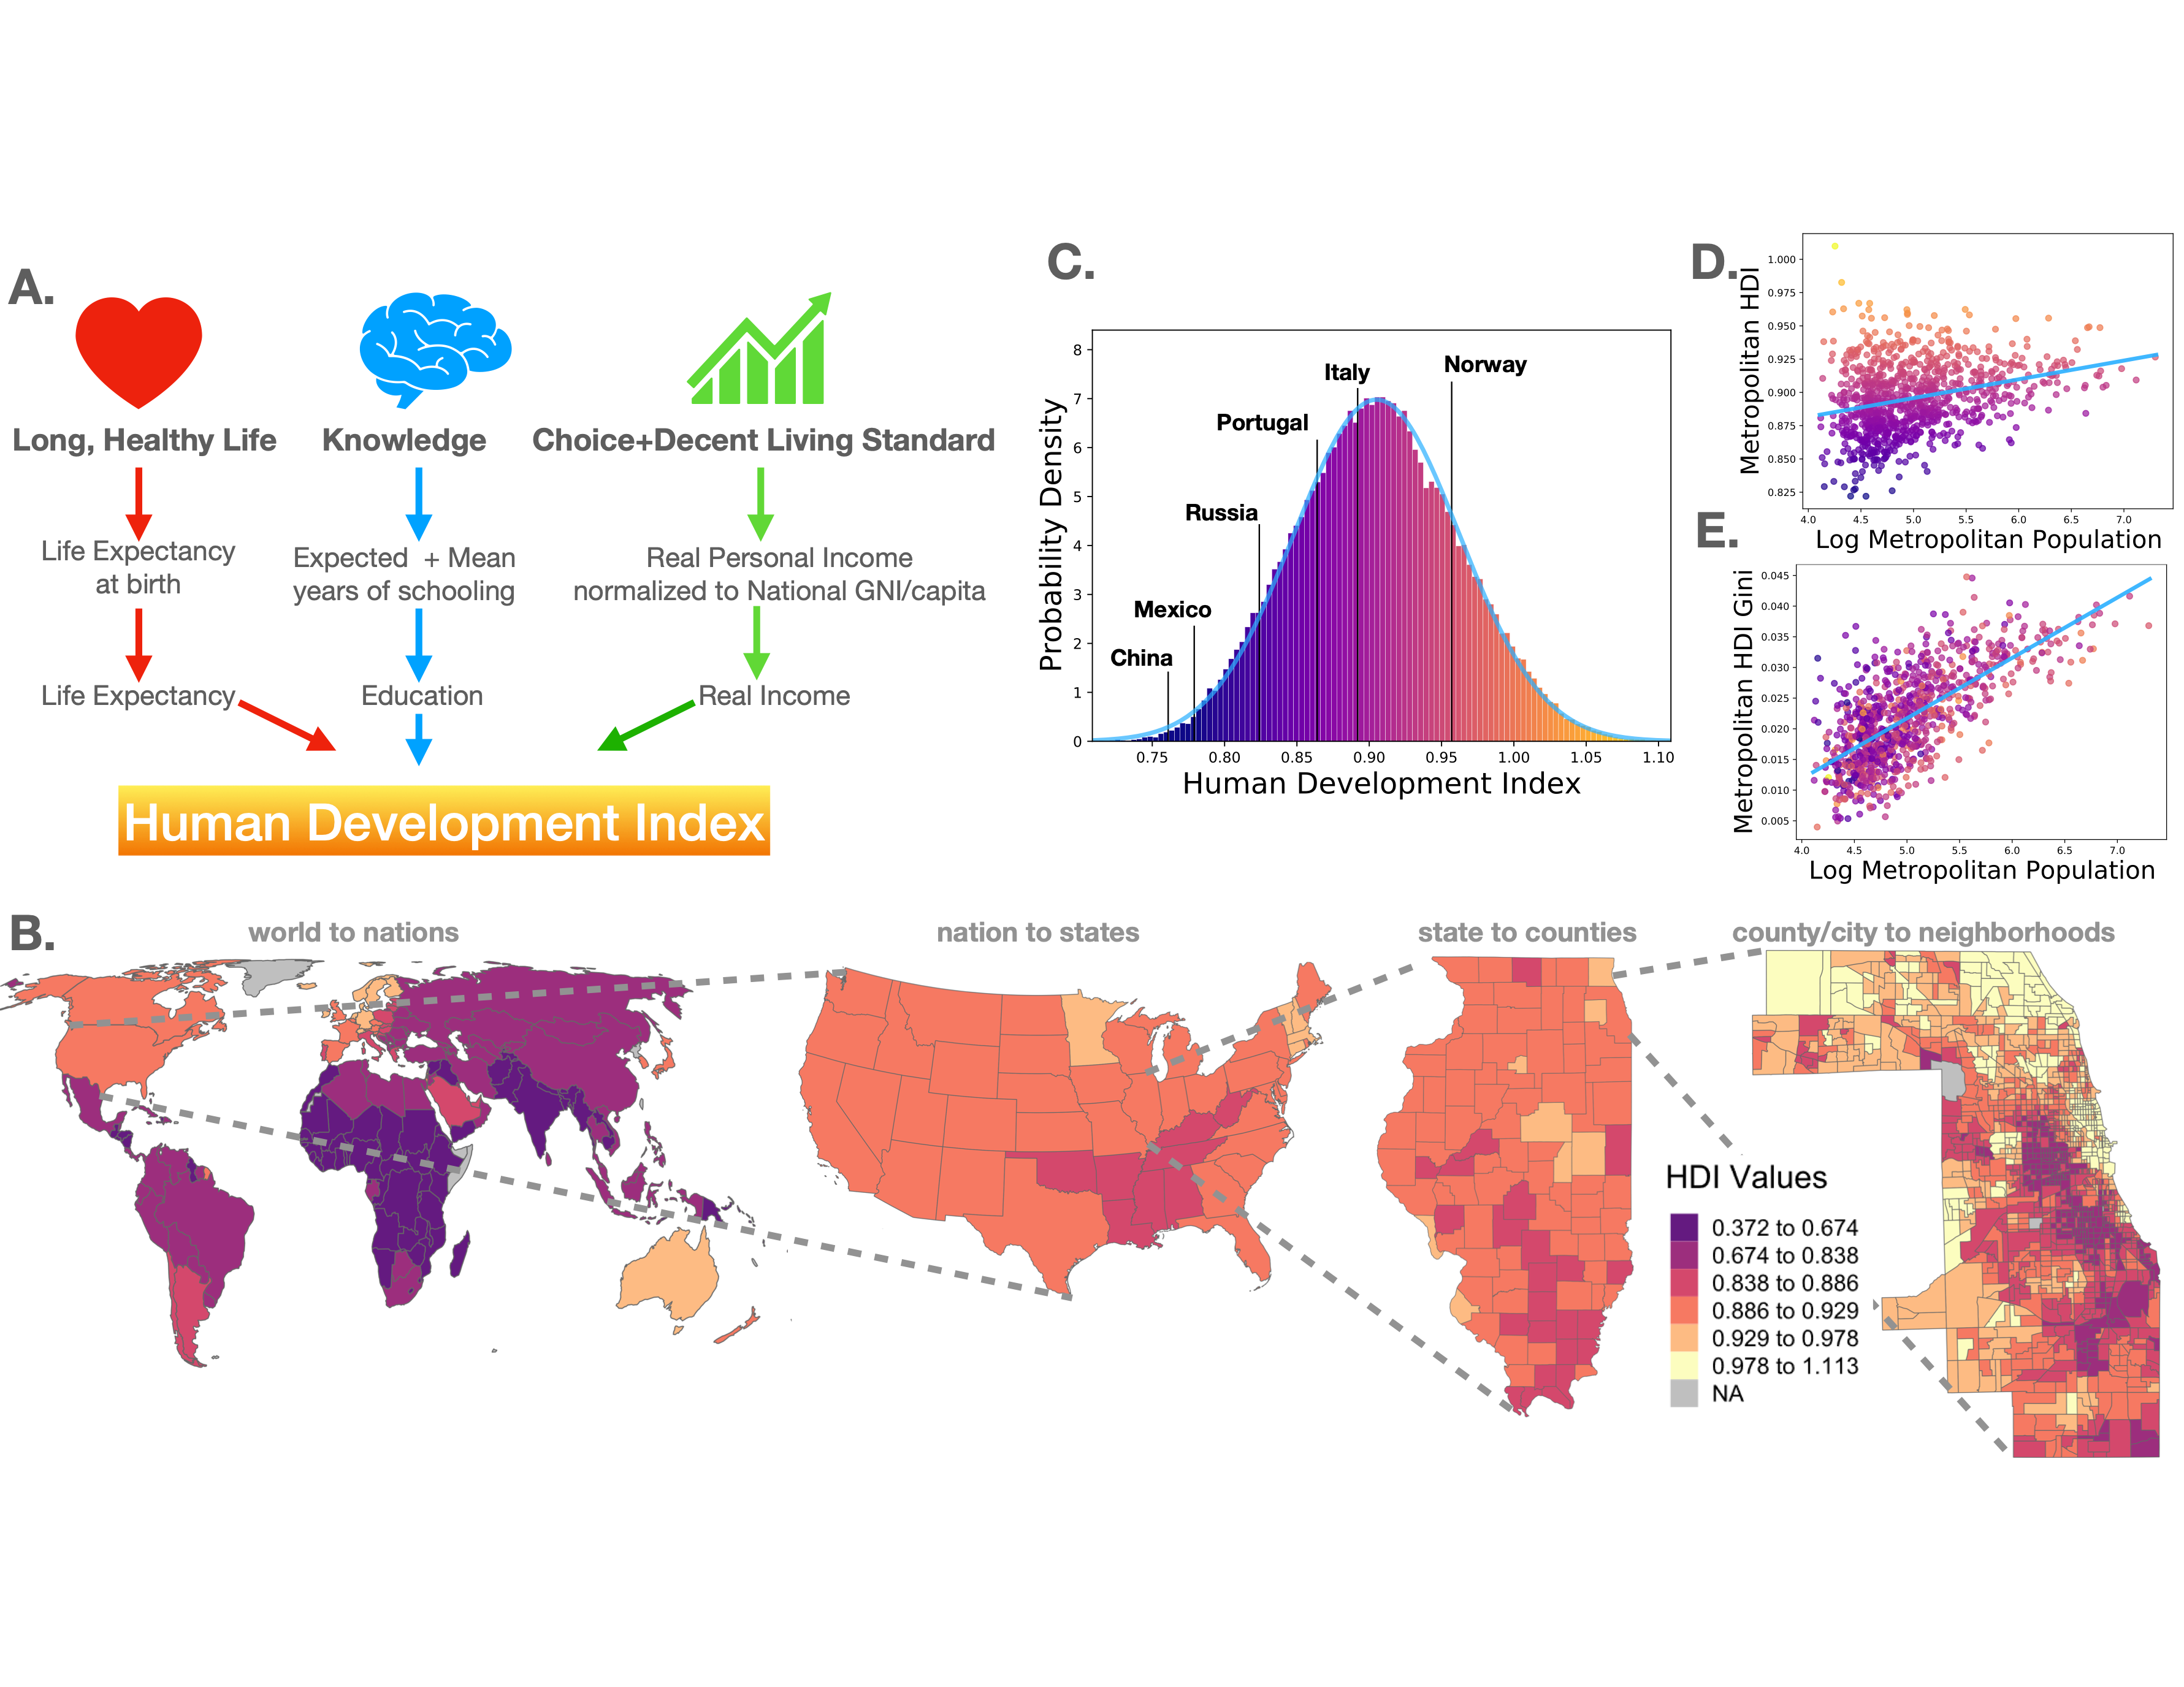 A.
Long, Healthy Life
Knowledge
Choice+Decent Living Standard
Life Expectancy
at birth
Expected + Mean
years of schooling
Real Personal Income
normalized to National GNI/capita
Life Expectancy
Education
Real Income
Human Development Index
C.
Probability Density
8
7
6
5
4
3
2
1
0
China
Mexico
Russia
Portugal
Italy
Norway
0.75 0.80 0.85 0.90 0.95 1.00 1.05 1.10
Human Development Index
D.
Metropolitan HDI
1.000
0.975
0.950
0.925
0.900
0.875
0.850
0.825
4.0 4.5 5.0 5.5 6.0 6.5 7.0
Log Metropolitan Population
E.
Metropolitan HDI Gini
0.045
0.040
0.035
0.030
0.025
0.020
0.015
0.010
0.005
4.0 4.5 5.0 5.5 6.0 6.5 7.0
Log Metropolitan Population
B.
world to nations
nation to states
state to counties
county/city to neighborhoods
HDI Values
0.372 to 0.674
0.674 to 0.838
0.838 to 0.886
0.886 to 0.929
0.929 to 0.978
0.978 to 1.113
NA